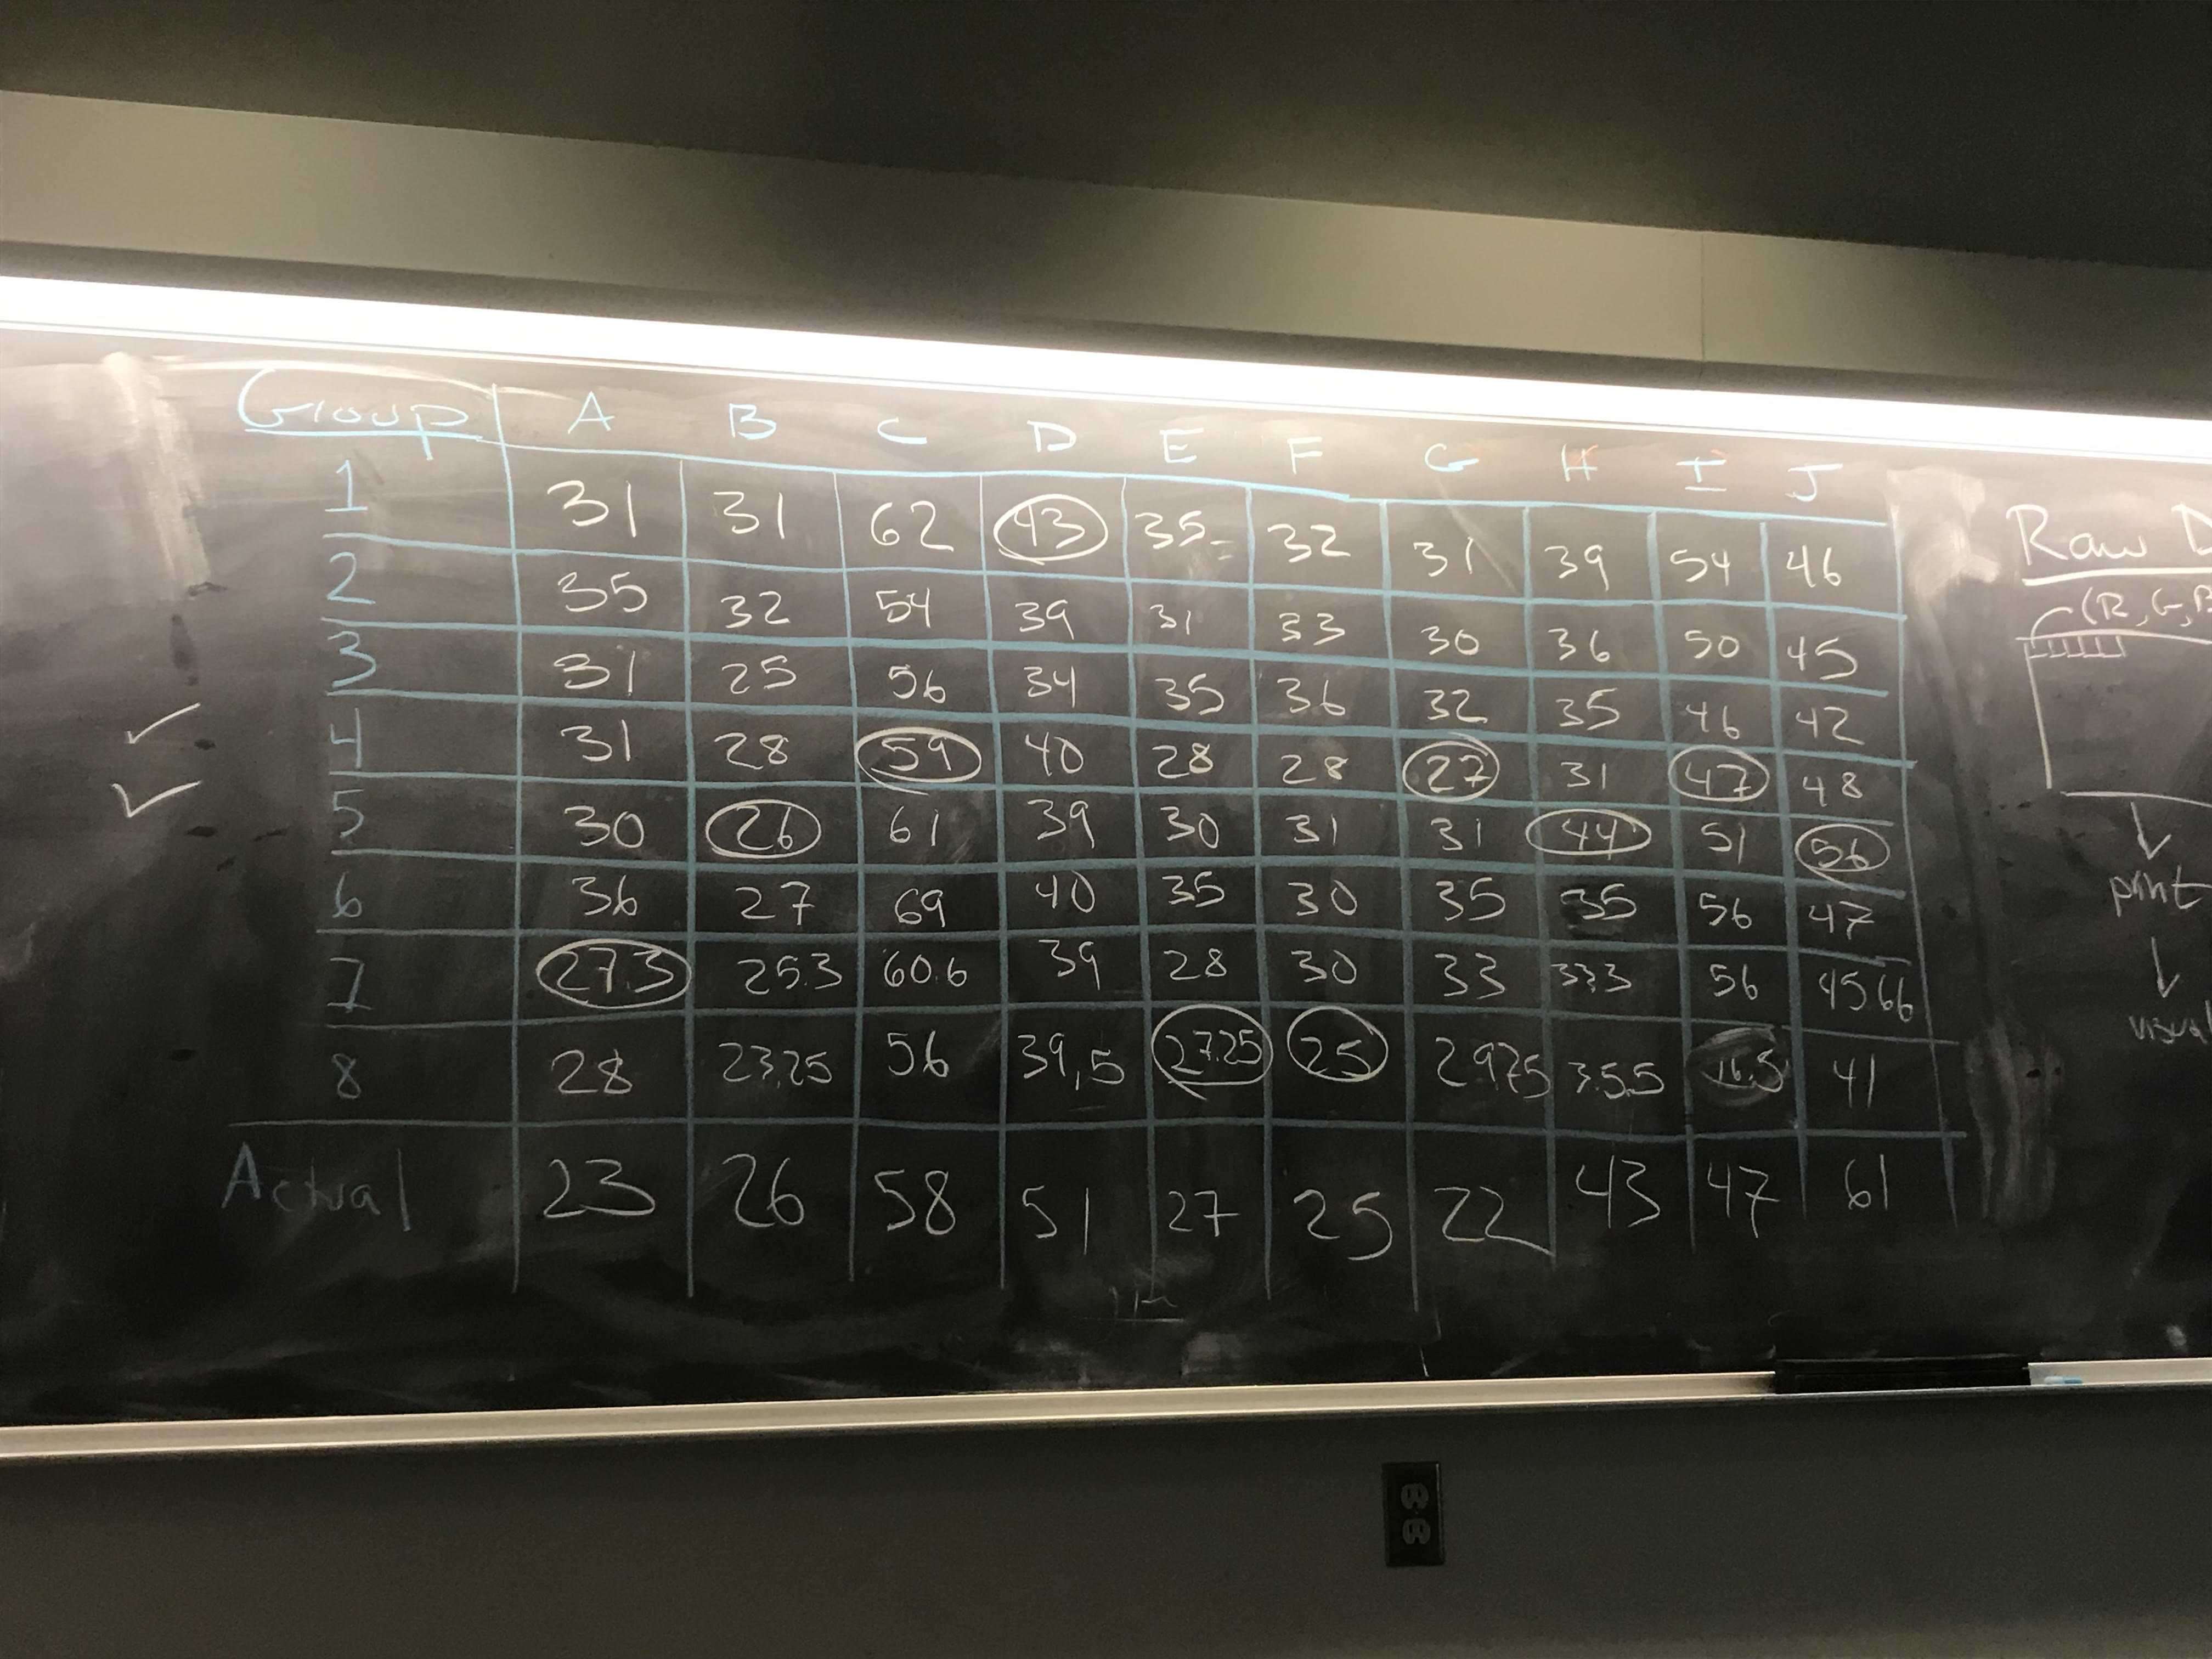 Group A B C D E F G H I J
1 31 31 62 43 35 32 31 39 54 46
2 35 32 54 39 31 33 30 36 50 45
3 31 25 56 34 35 36 32 35 46 42
4 31 28 59 40 28 28 27 31 47 48
5 30 26 61 39 30 31 31 44 51 56
6 36 27 69 40 35 30 35 35 56 47
7 27.3 25.3 60.6 39 28 30 33 33.3 56 45.66
8 28 23.25 56 39,5 27.25 25 29.75 35.5 41
Actual 23 26 58 51 27 25 22 43 47 61
Raw D
(R,G,B
print
visual